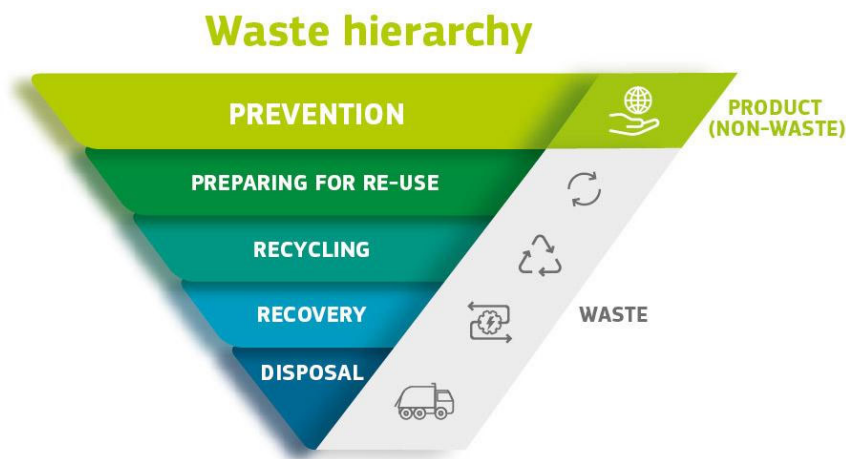 Waste hierarchy
PREVENTION
PRODUCT
(NON-WASTE)
PREPARING FOR RE-USE
RECYCLING
RECOVERY
WASTE
DISPOSAL